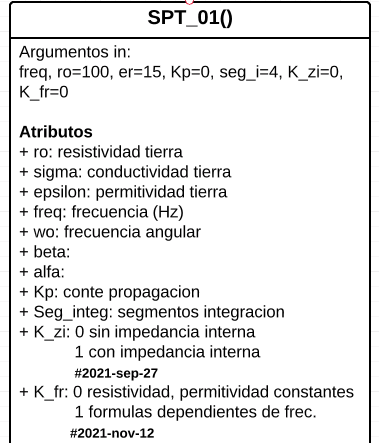 SPT_01()
Argumentos in:
freq, ro=100, er=15, Kp=0, seg_i=4, K_zi=0,
K_fr=0
Atributos
+ ro: resistividad tierra
+ sigma: conductividad tierra
+ epsilon: permitividad tierra
+ freq: frecuencia (Hz)
+ wo: frecuencia angular
+ beta:
+ alfa:
+ Kp: conte propagacion
+ Seg_integ: segmentos integracion
+ K_zi: 0 sin impedancia interna
1 con impedancia interna
#2021-sep-27
+ K_fr: 0 resistividad, permitividad constantes
1 formulas dependientes de frec.
#2021-nov-12